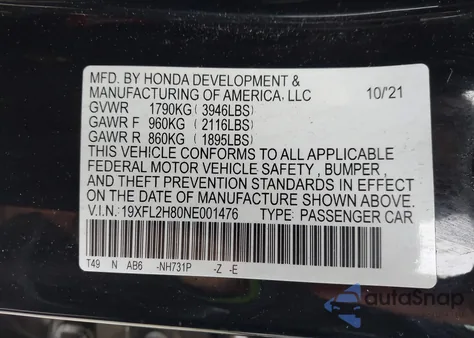 MFD. BY HONDA DEVELOPMENT &
MANUFACTURING OF AMERICA, LLC 10/'21
GVWR 1790KG (3946LBS)
GAWR F 960KG (2116LBS)
GAWR R 860KG (1895LBS)
THIS VEHICLE CONFORMS TO ALL APPLICABLE
FEDERAL MOTOR VEHICLE SAFETY, BUMPER,
AND THEFT PREVENTION STANDARDS IN EFFECT
ON THE DATE OF MANUFACTURE SHOWN ABOVE.
V.I.N.: 19XFL2H80NE001476 TYPE: PASSENGER CAR
T49 N AB6 -NH731P -Z -E
autoSnap